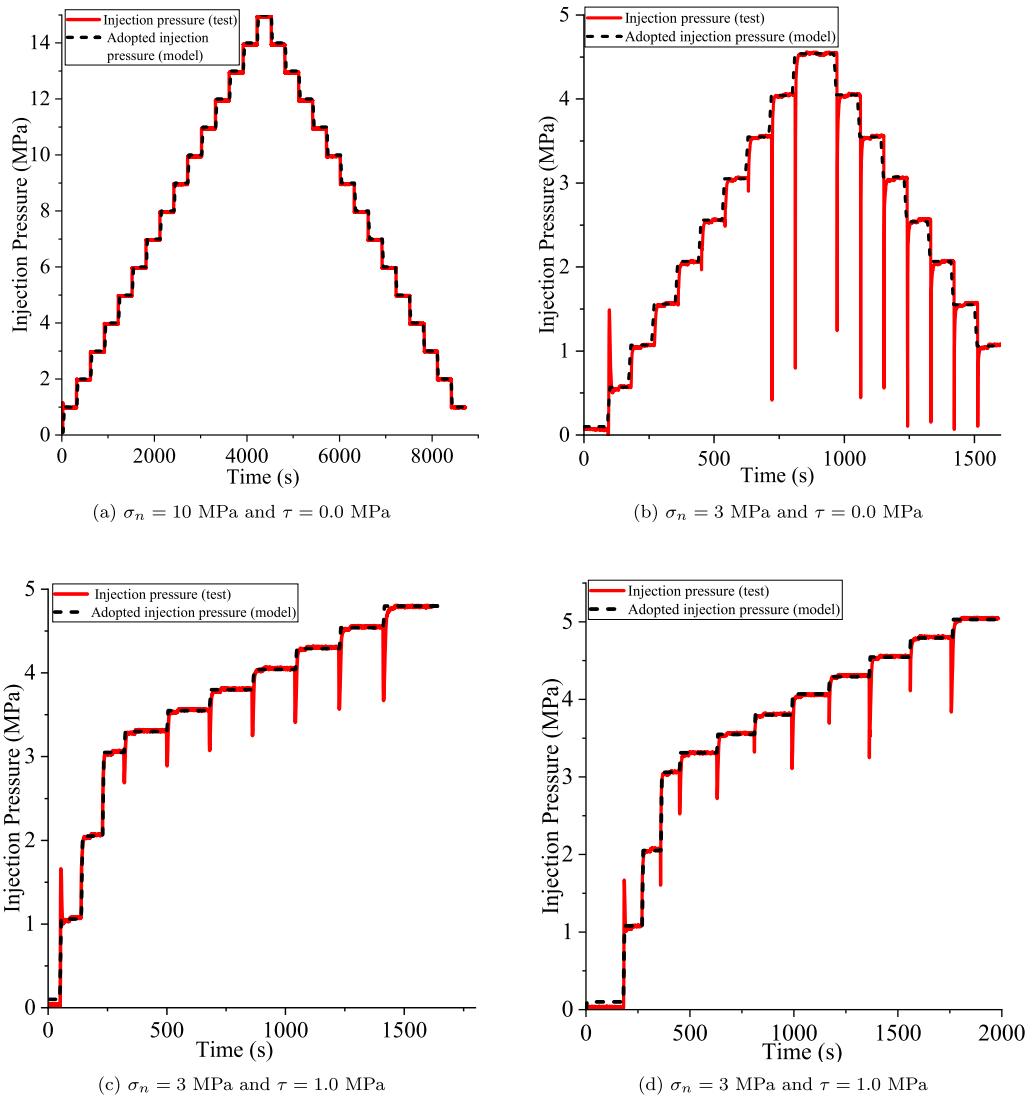 Injection pressure (test)
Adopted injection
pressure (model)
14
12
10
8
6
4
2
0
Injection Pressure (MPa)
0 2000 4000 6000 8000
Time (s)
(a) σn = 10 MPa and τ = 0.0 MPa
Injection pressure (test)
Adopted injection pressure (model)
5
4
3
2
1
0
Injection Pressure (MPa)
0 500 1000 1500
Time (s)
(b) σn = 3 MPa and τ = 0.0 MPa
Injection pressure (test)
Adopted injection pressure (model)
5
4
3
2
1
0
Injection Pressure (MPa)
0 500 1000 1500
Time (s)
(c) σn = 3 MPa and τ = 1.0 MPa
Injection pressure (test)
Adopted injection pressure (model)
5
4
3
2
1
0
Injection Pressure (MPa)
0 500 1000 1500 2000
Time (s)
(d) σn = 3 MPa and τ = 1.0 MPa